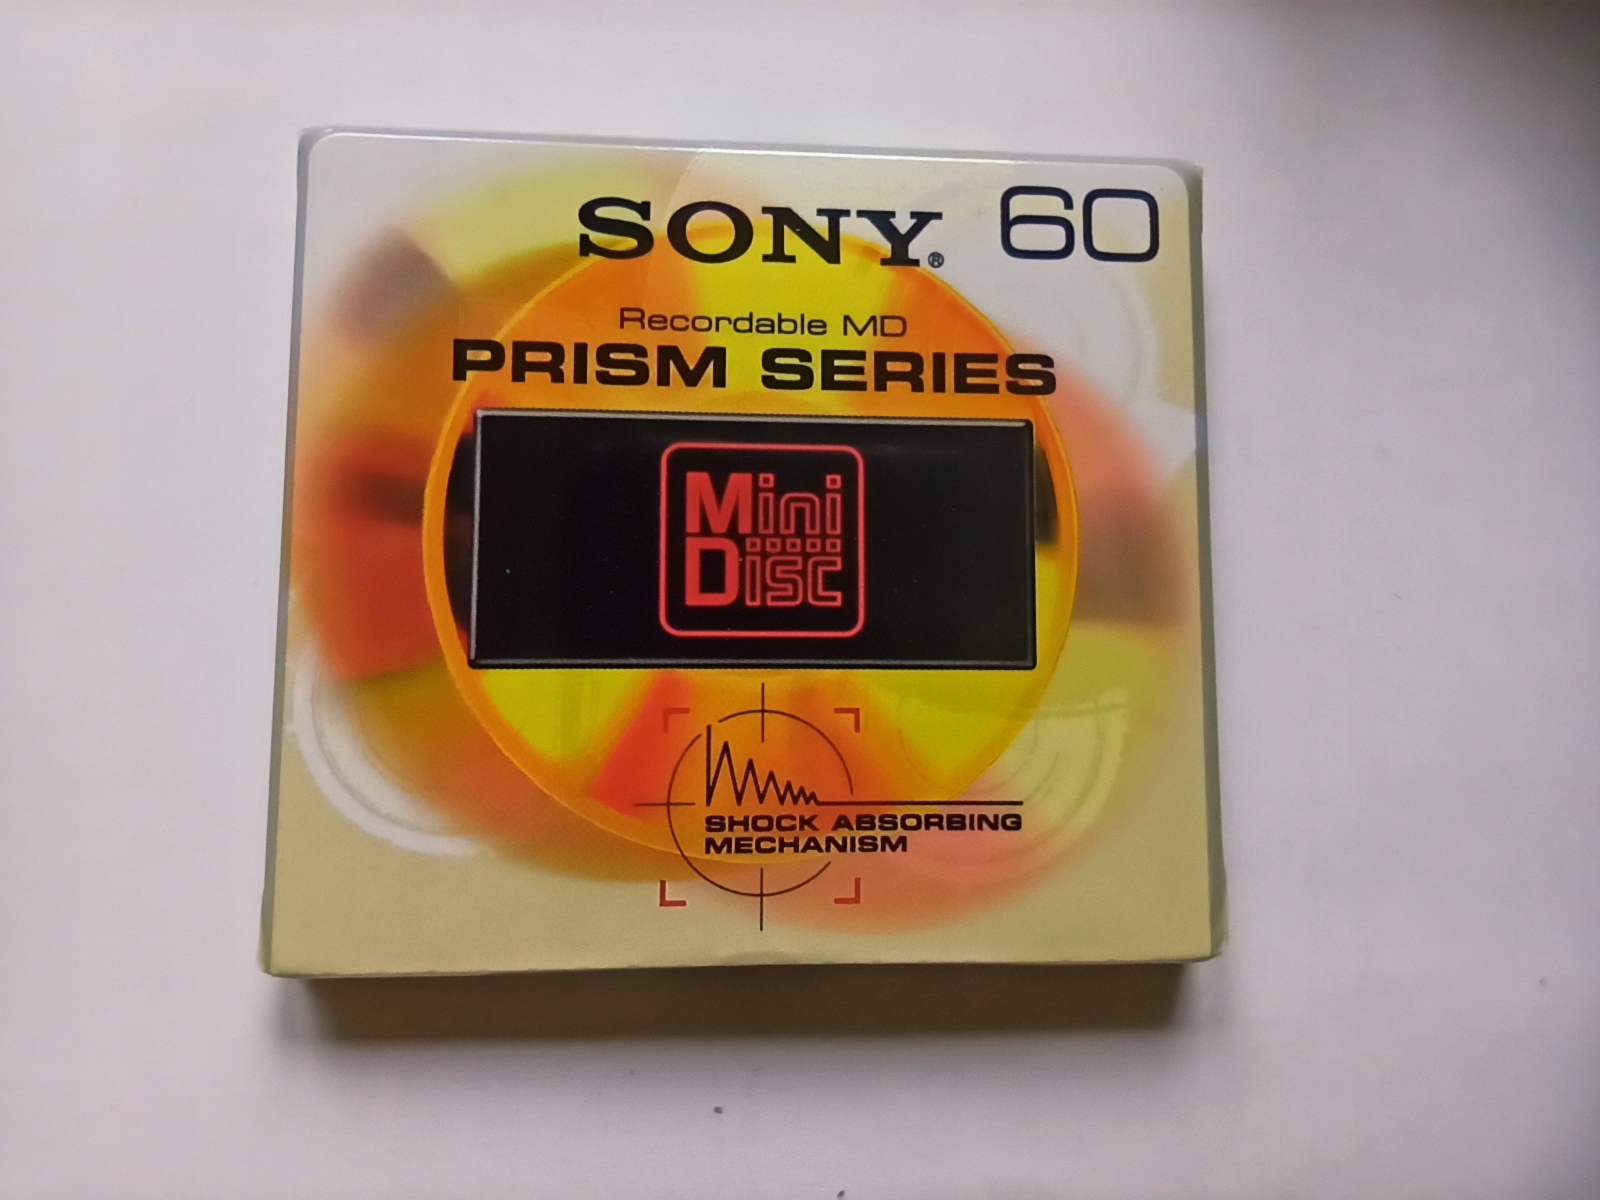 SONY® 60
Recordable MD
PRISM SERIES
Mini
Disc
SHOCK ABSORBING
MECHANISM